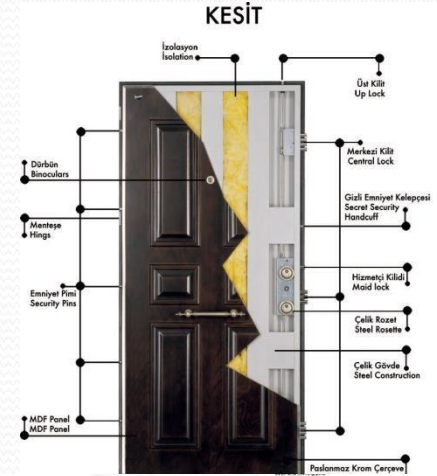 KESİT
İzolasyon
İsolation
Üst Kilit
Up Lock
Merkezi Kilit
Central Lock
Dürbün
Binoculars
Gizli Emniyet Kelepçesi
Secret Security
Handcuff
Menteşe
Hings
Hizmetçi Kilidi
Maid lock
Emniyet Pimi
Security Pins
Çelik Rozet
Steel Rosette
Çelik Gövde
Steel Construction
MDF Panel
MDF Panel
Paslanmaz Krom Çerçeve